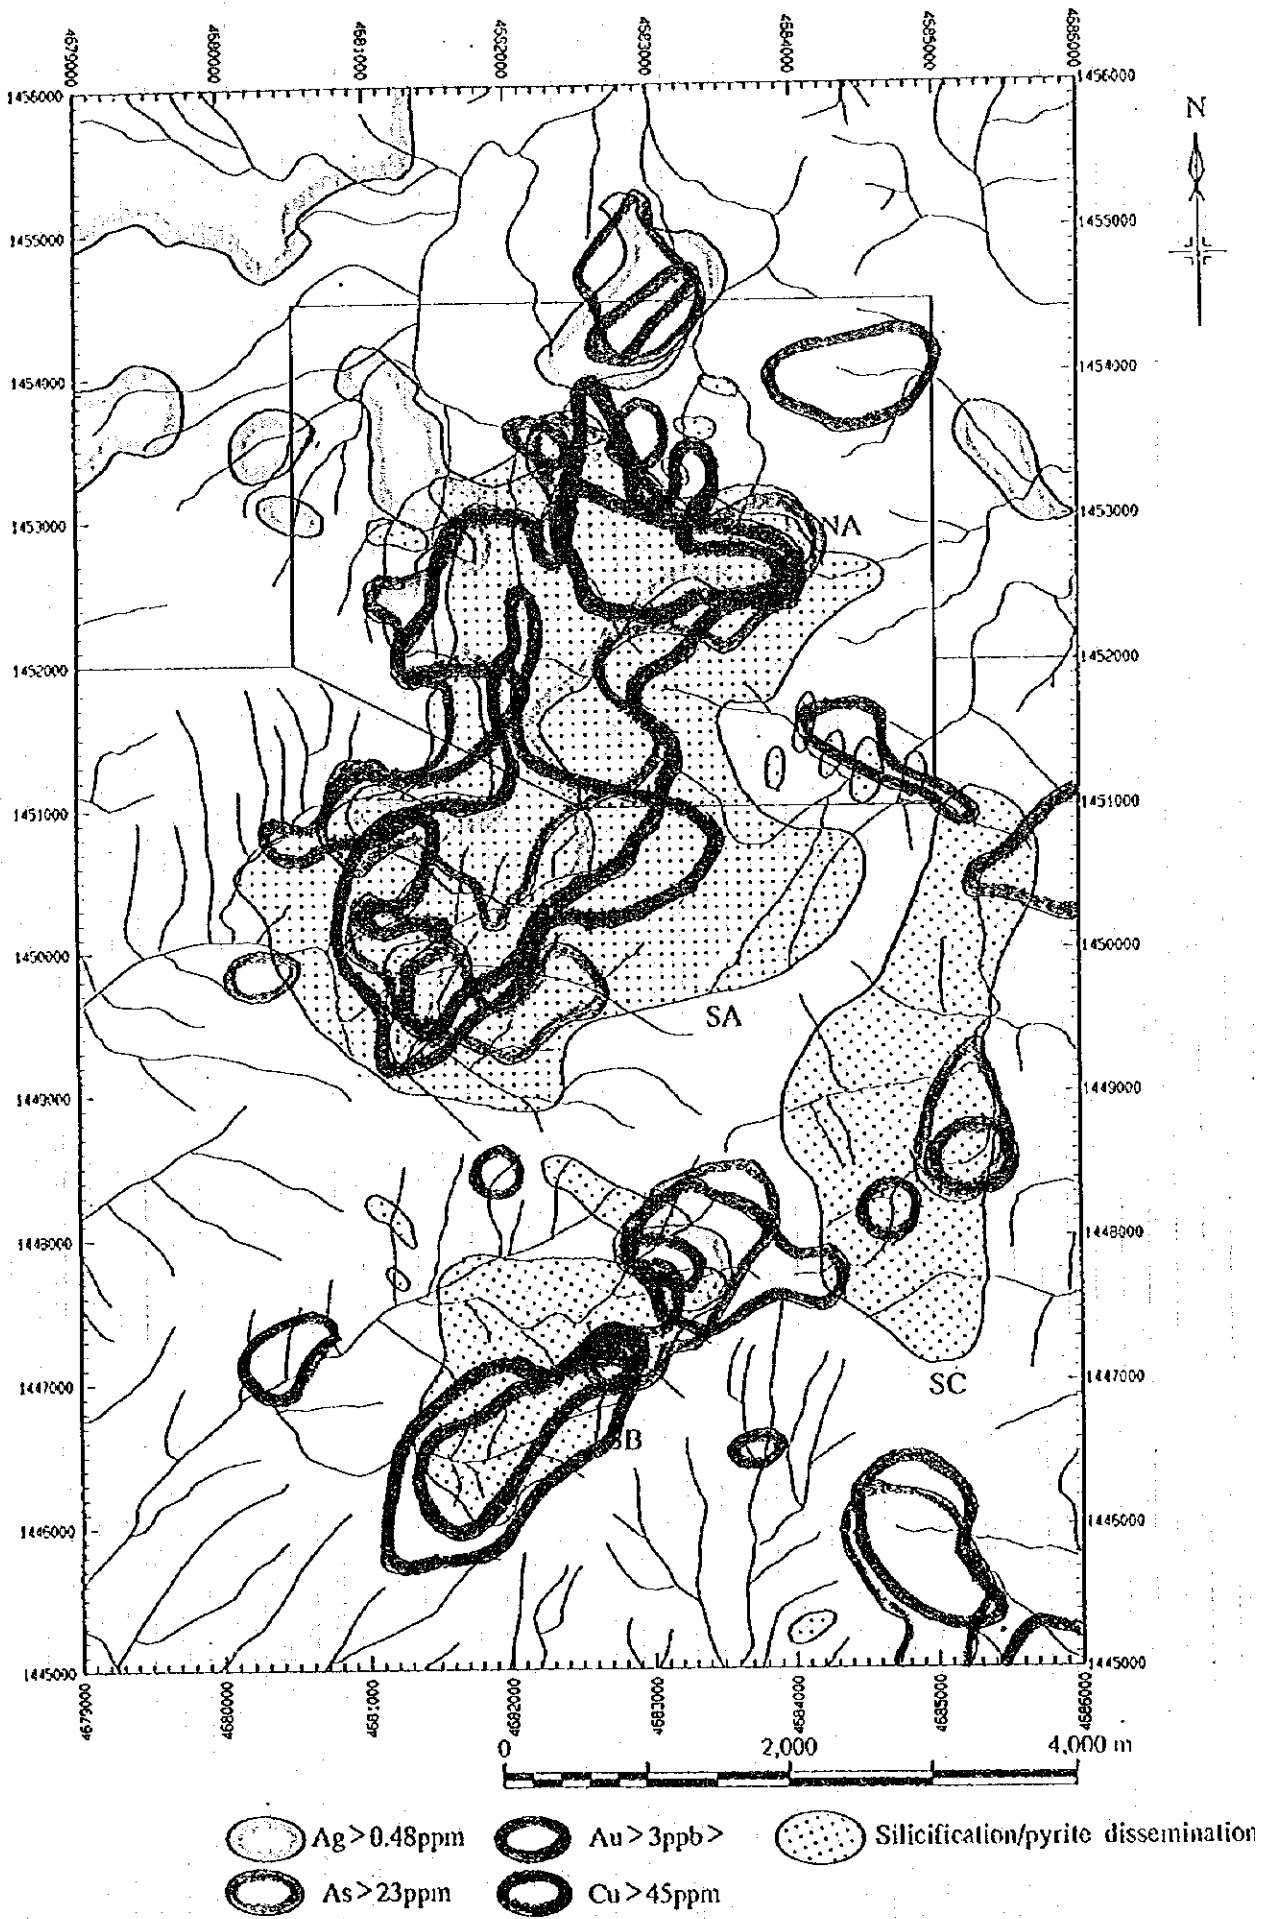 4679000 4680000 4681000 4682000 4683000 4684000 4685000 4686000
1456000 1456000
N
1455000 1455000
1454000 1454000
1453000 1453000
NA
1452000 1452000
1451000 1451000
1450000 1450000
SA
1449000 1449000
1448000 1448000
1447000 1447000
SC
SB
1446000 1446000
1445000 1445000
4679000 4680000 4681000 4682000 4683000 4684000 4685000 4686000
0 2,000 4,000 m
Ag>0.48ppm Au>3ppb> Silicification/pyrite dissemination
As>23ppm Cu>45ppm